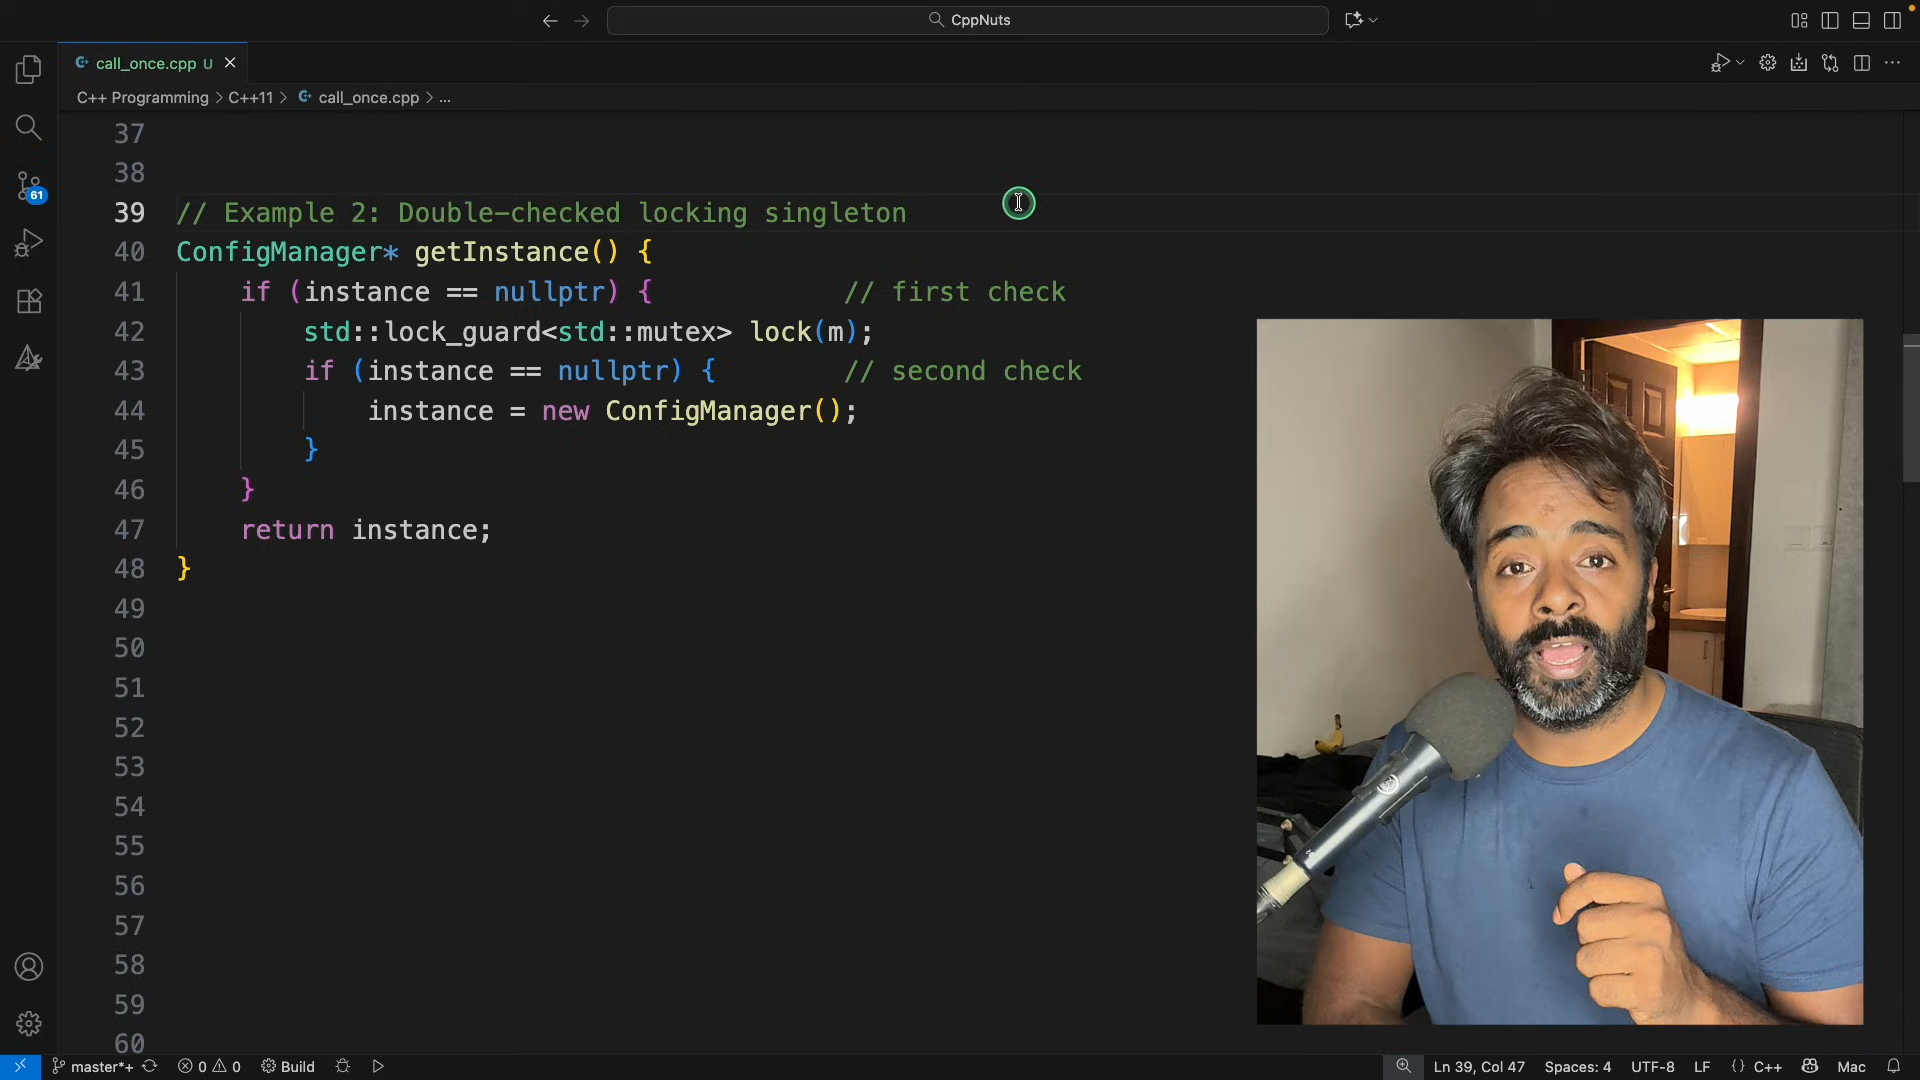 CppNuts
call_once.cpp U
C++ Programming > C++11 > call_once.cpp > ...
61
37
38
39 // Example 2: Double-checked locking singleton
40 ConfigManager* getInstance() {
41 if (instance == nullptr) { // first check
42 std::lock_guard<std::mutex> lock(m);
43 if (instance == nullptr) { // second check
44 instance = new ConfigManager();
45 }
46 }
47 return instance;
48 }
49
50
51
52
53
54
55
56
57
58
59
60
master*+ 0 0 Build Ln 39, Col 47 Spaces: 4 UTF-8 LF {} C++ Mac